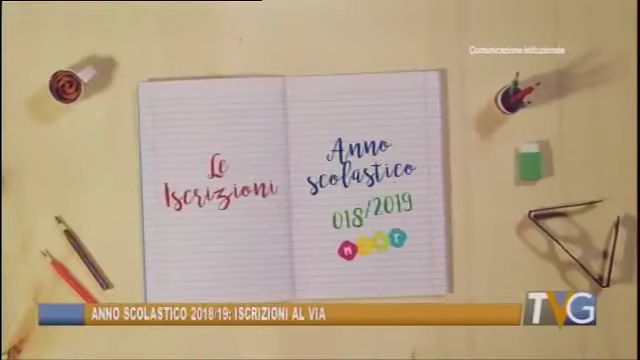 Comunicazione istituzionale
Le
Iscrizioni
Anno
scolastico
018/2019
ANNO SCOLASTICO 2018/19: ISCRIZIONI AL VIA
TVG